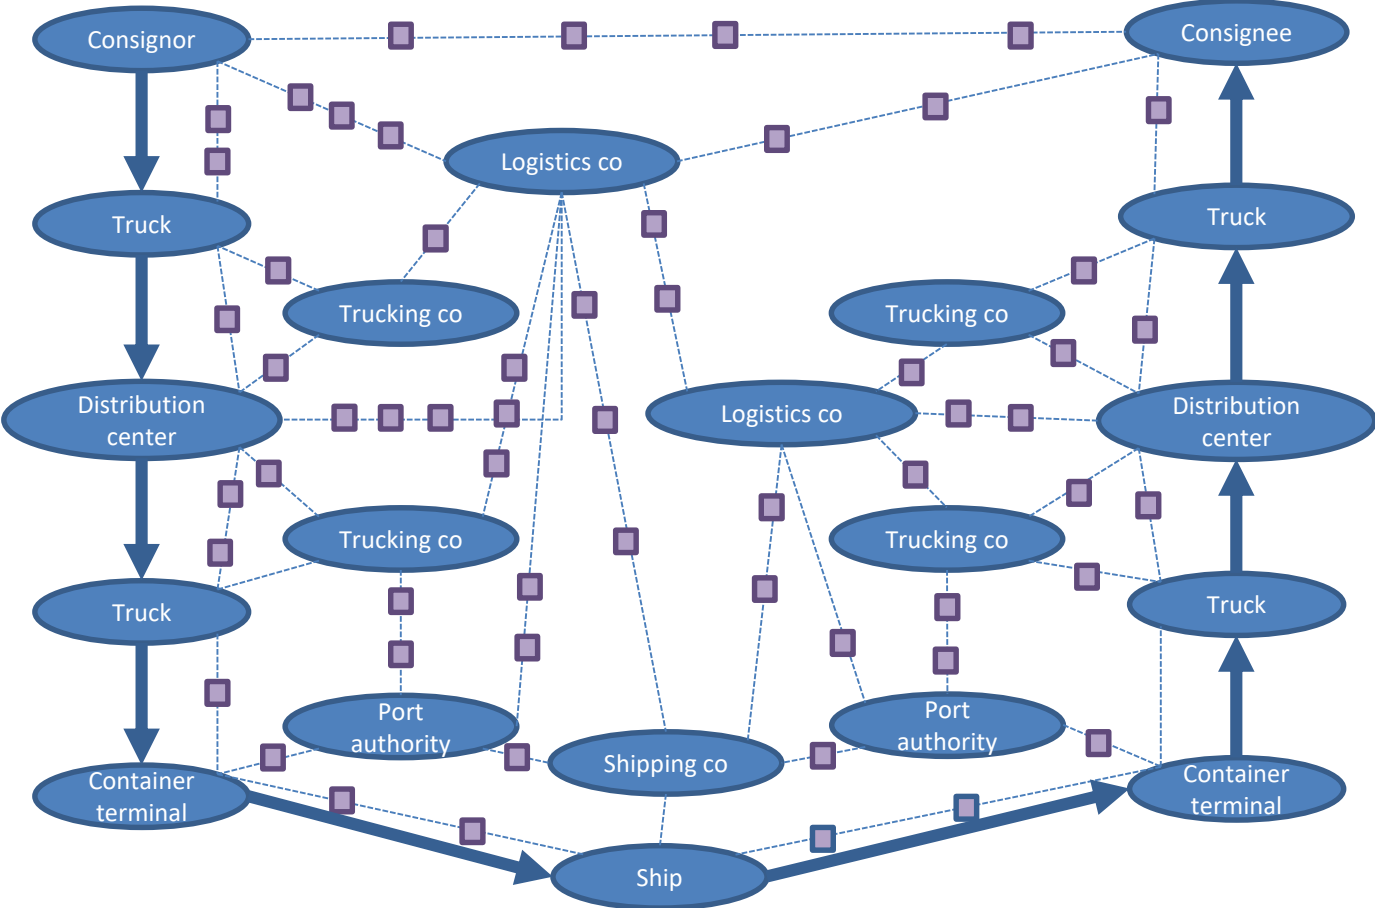 Consignor
Consignee
Logistics co
Truck
Truck
Trucking co
Trucking co
Distribution
center
Logistics co
Distribution
center
Trucking co
Trucking co
Truck
Truck
Port
authority
Port
authority
Shipping co
Container
terminal
Container
terminal
Ship